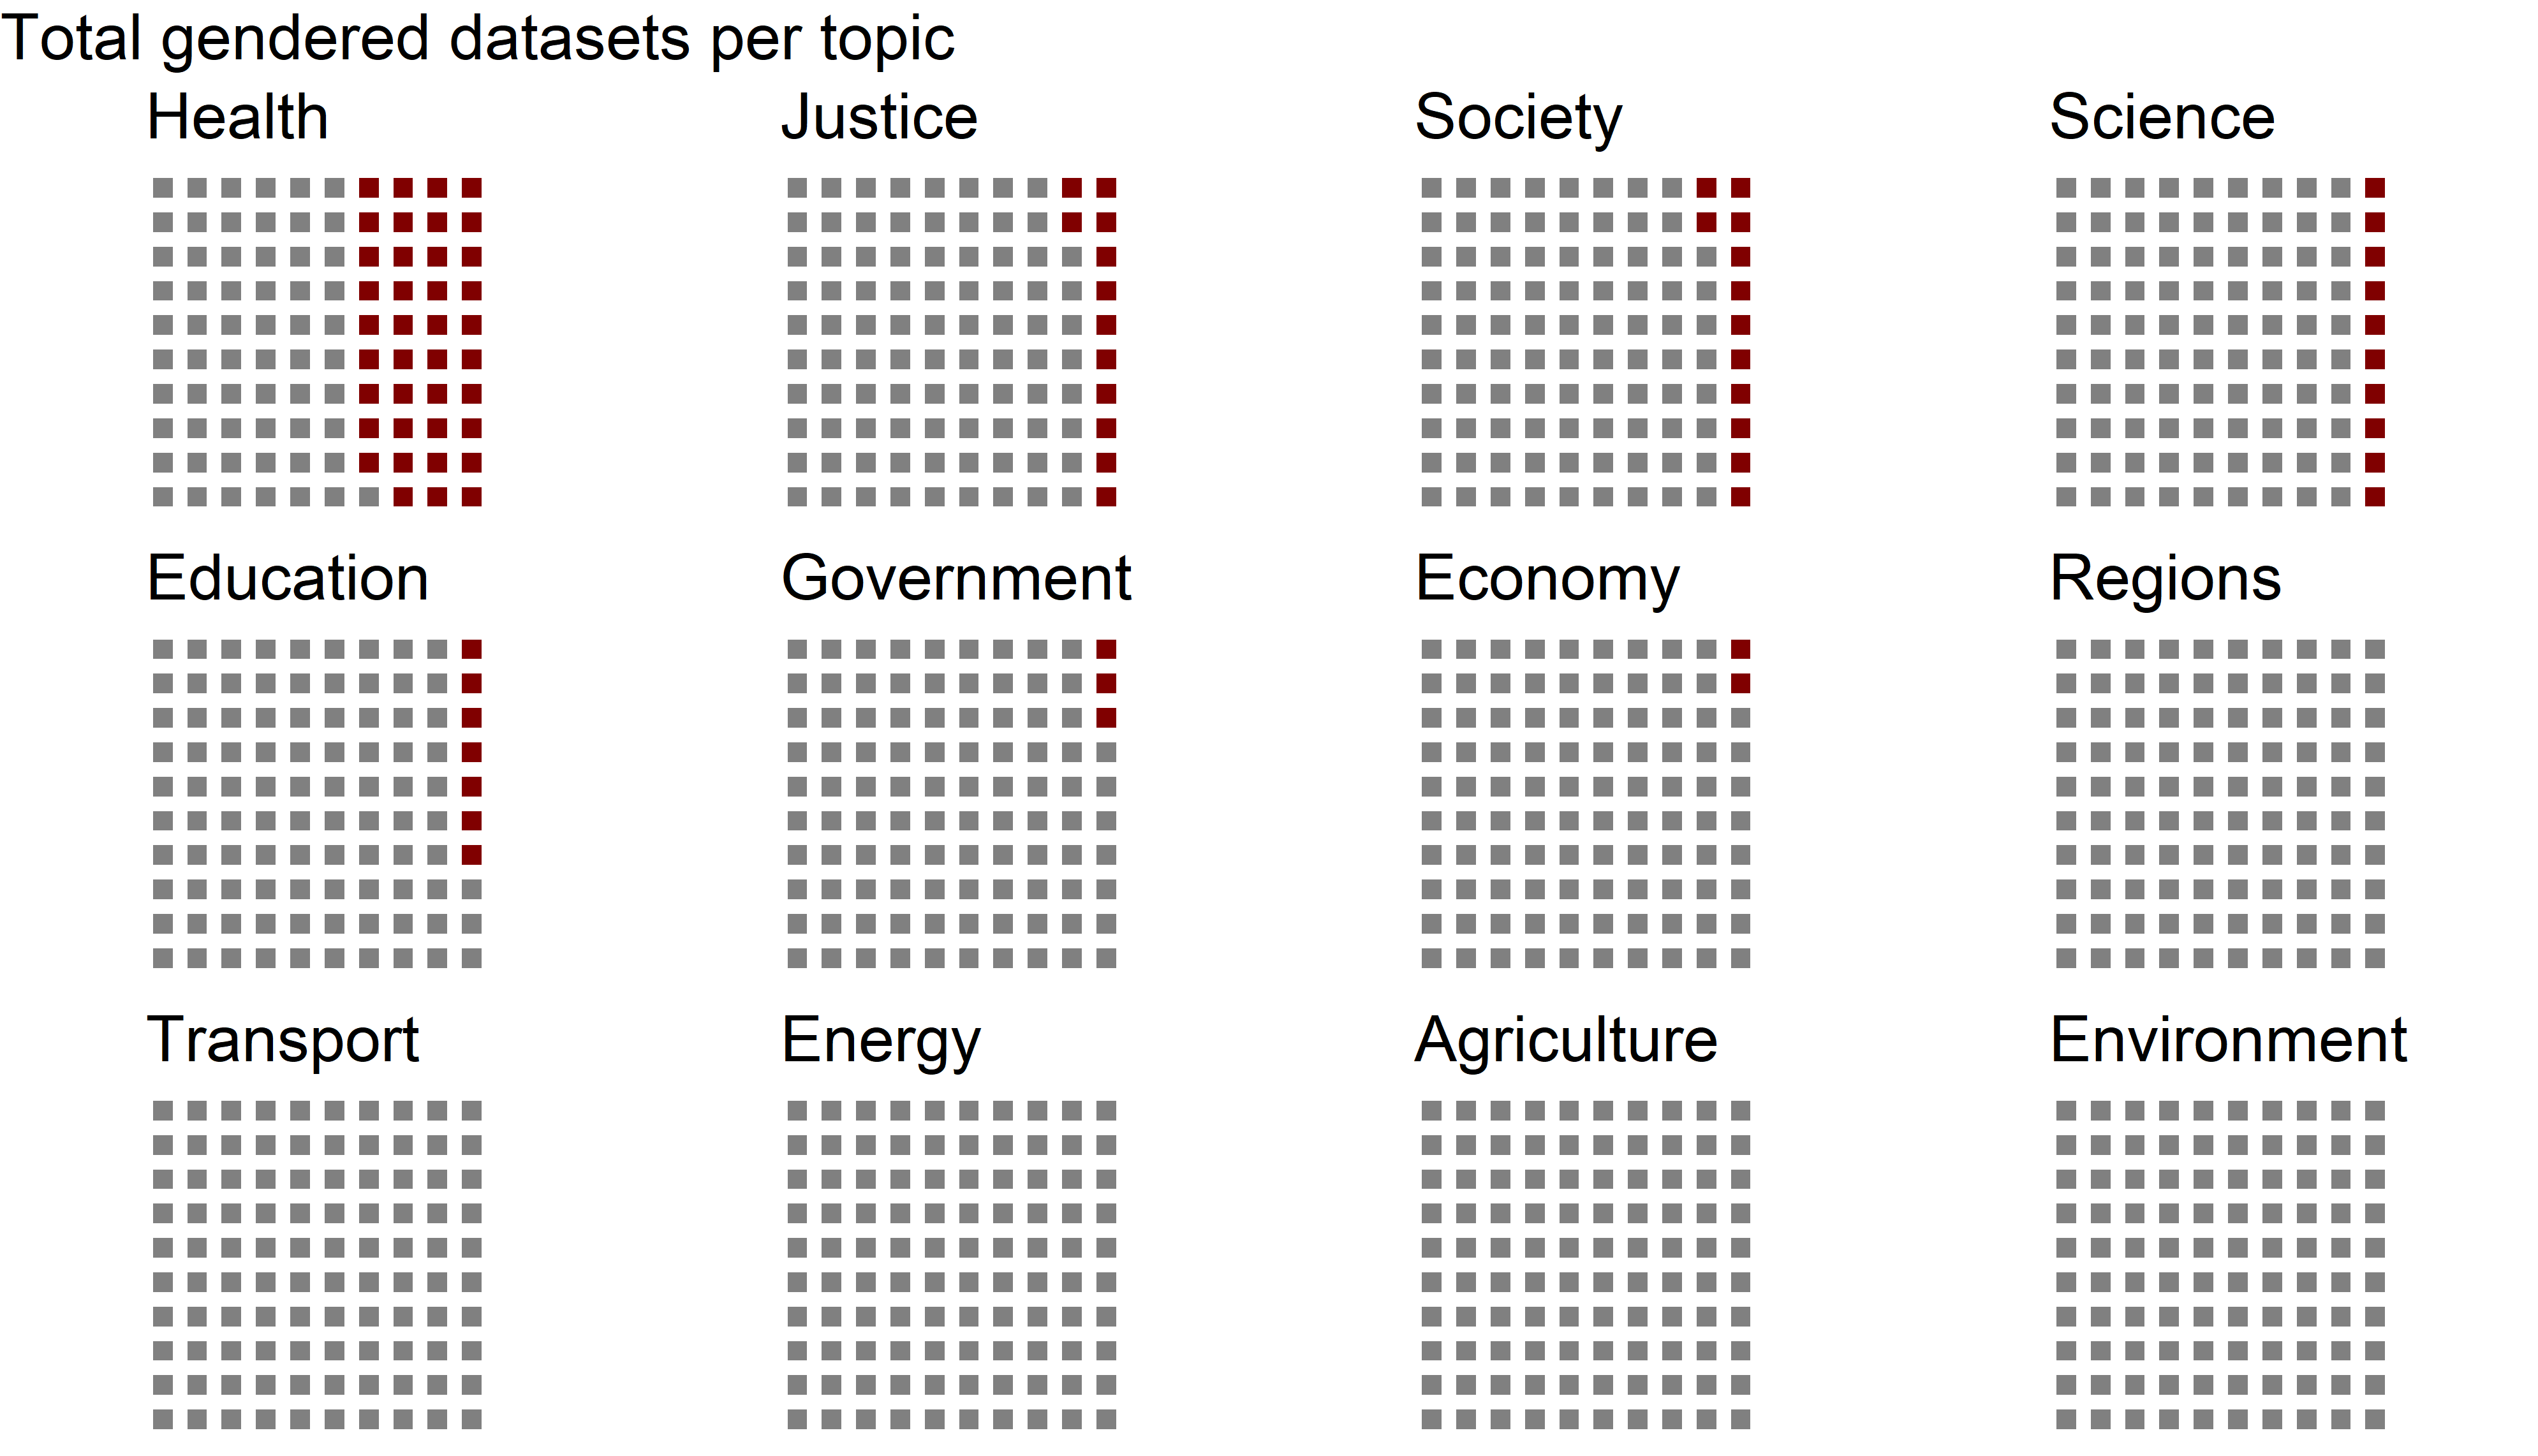 Total gendered datasets per topic
Health
Justice
Society
Science
Education
Government
Economy
Regions
Transport
Energy
Agriculture
Environment